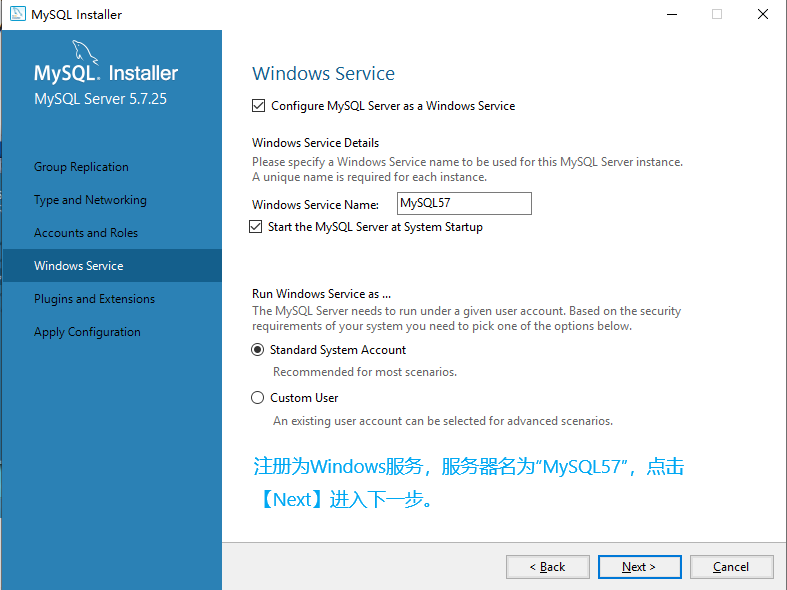 MySQL Installer
MySQL. Installer
MySQL Server 5.7.25
Group Replication
Type and Networking
Accounts and Roles
Windows Service
Plugins and Extensions
Apply Configuration
Windows Service
Configure MySQL Server as a Windows Service
Windows Service Details
Please specify a Windows Service name to be used for this MySQL Server instance.
A unique name is required for each instance.
Windows Service Name: MySQL57
Start the MySQL Server at System Startup
Run Windows Service as ...
The MySQL Server needs to run under a given user account. Based on the security
requirements of your system you need to pick one of the options below.
Standard System Account
Recommended for most scenarios.
Custom User
An existing user account can be selected for advanced scenarios.
注册为Windows服务，服务器名为“MySQL57”，点击
【Next】进入下一步。
< Back Next > Cancel